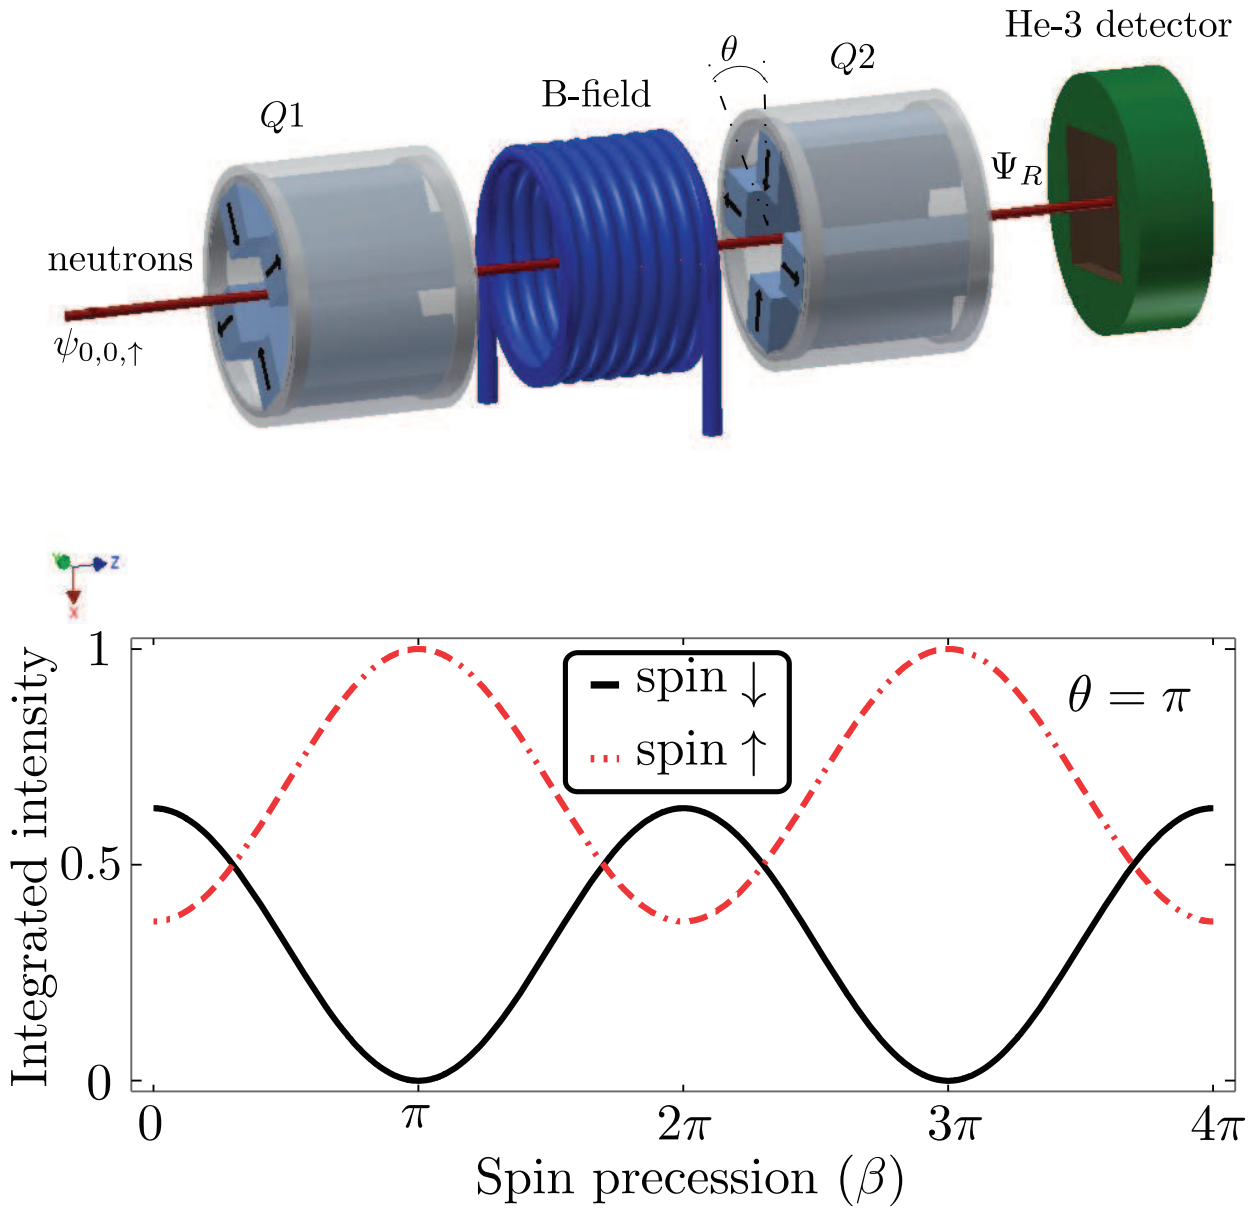 He-3 detector
θ
Q2
B-field
Q1
Ψ_R
neutrons
ψ_{0,0,↑}
Z
X
1
spin ↓
θ = π
spin ↑
0.5
0
Integrated intensity
0 π 2π 3π 4π
Spin precession (β)